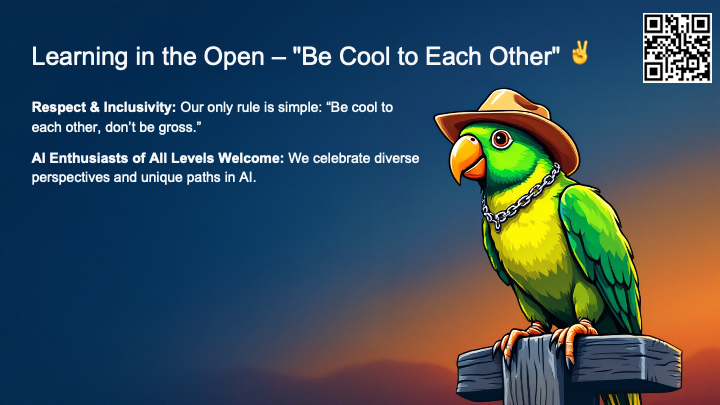 Learning in the Open – "Be Cool to Each Other" ✌️
Respect & Inclusivity: Our only rule is simple: “Be cool to
each other, don’t be gross.”
AI Enthusiasts of All Levels Welcome: We celebrate diverse
perspectives and unique paths in AI.